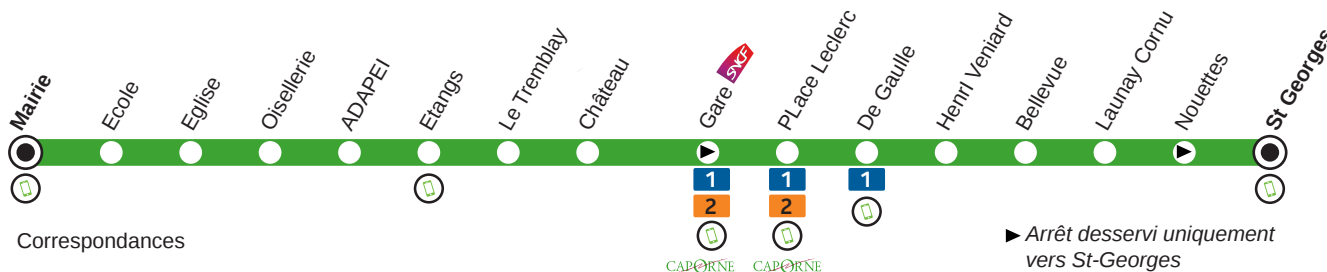 Mairie
Ecole
Eglise
Oisellerie
ADAPEI
Etangs
Le Tremblay
Château
Gare
SNCF
PLace Leclerc
De Gaulle
Henri Veniard
Bellevue
Launay Cornu
Nouettes
St Georges
1
2
CAPORNE
1
2
CAPORNE
1
Correspondances
Arrêt desservi uniquement
vers St-Georges